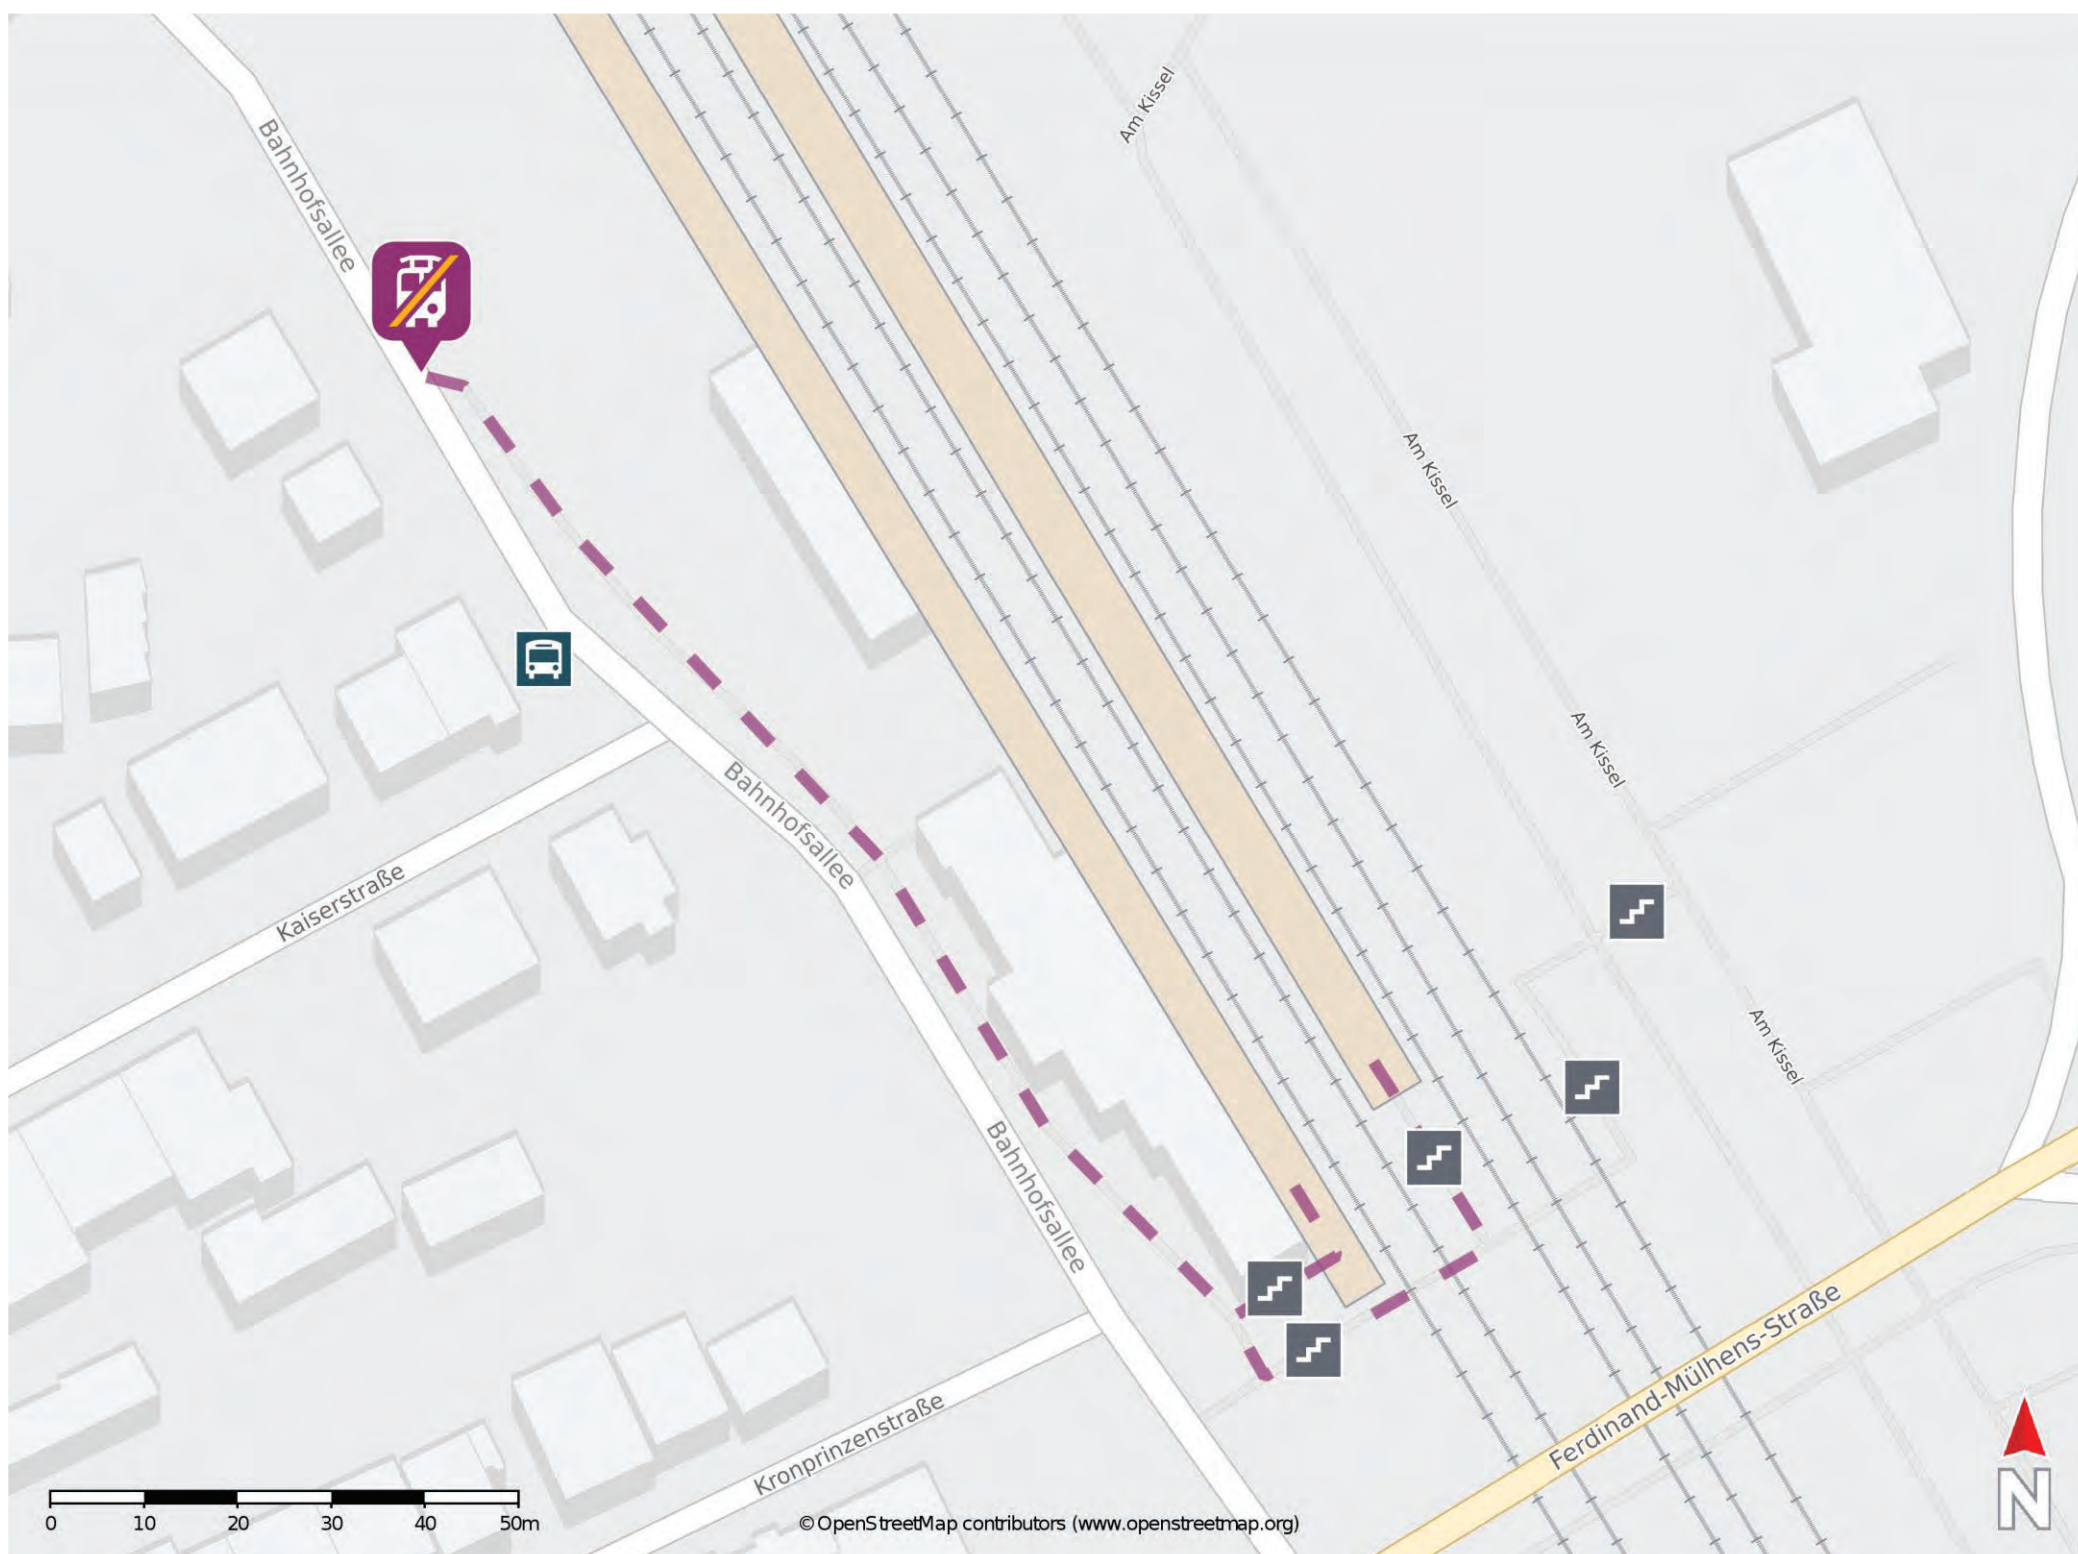 Am Kissel
Bahnhofsallee
Am Kissel
Am Kissel
Bahnhofsallee
Kaiserstraße
Am Kissel
Bahnhofsallee
Ferdinand-Mülhens-Straße
Kronprinzenstraße
0 10 20 30 40 50m
© OpenStreetMap contributors (www.openstreetmap.org)
N